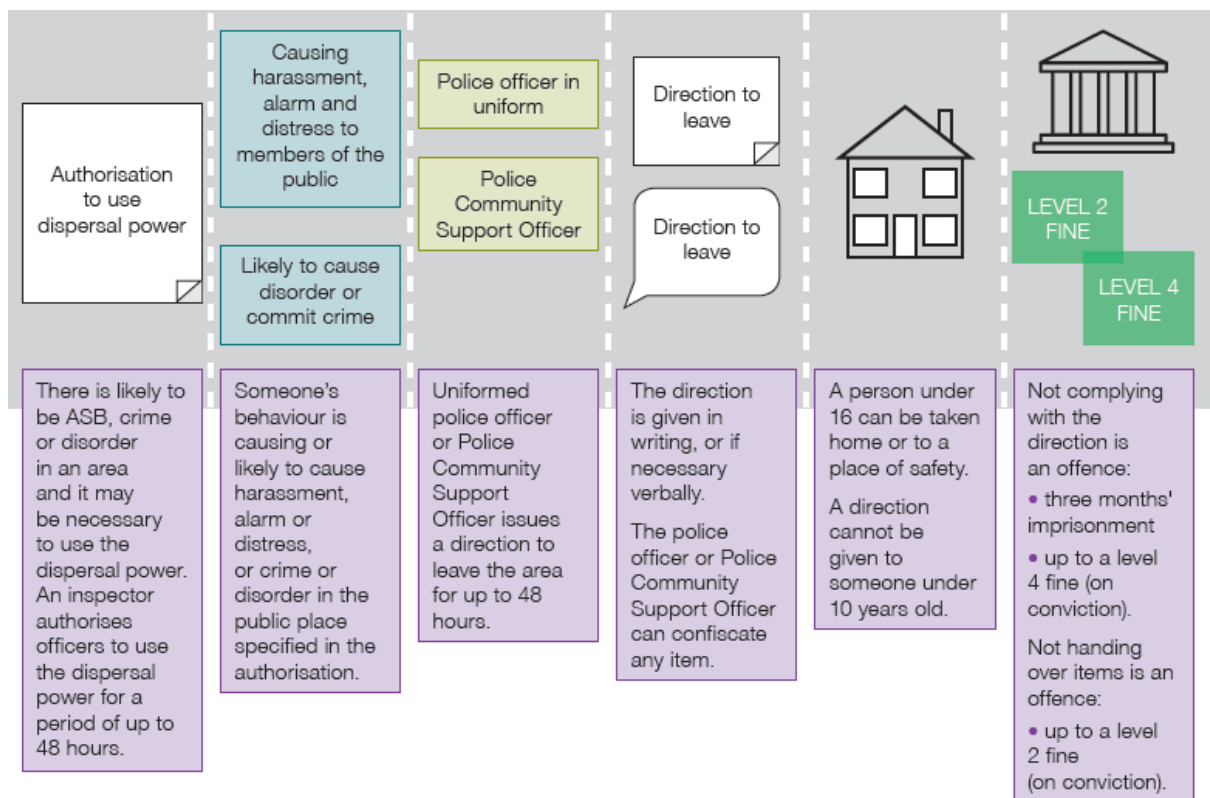 Authorisation
to use
dispersal power
Causing
harassment,
alarm and
distress to
members of the
public
Likely to cause
disorder or
commit crime
Police officer in
uniform
Police
Community
Support Officer
Direction to
leave
Direction to
leave
LEVEL 2
FINE
LEVEL 4
FINE
There is likely to
be ASB, crime
or disorder
in an area
and it may
be necessary
to use the
dispersal power.
An inspector
authorises
officers to use
the dispersal
power for a
period of up to
48 hours.
Someone's
behaviour is
causing or
likely to cause
harassment,
alarm or
distress,
or crime or
disorder in the
public place
specified in the
authorisation.
Uniformed
police officer
or Police
Community
Support
Officer issues
a direction to
leave the area
for up to 48
hours.
The direction
is given in
writing, or if
necessary
verbally.
The police
officer or Police
Community
Support Officer
can confiscate
any item.
A person under
16 can be taken
home or to a
place of safety.
A direction
cannot be
given to
someone under
10 years old.
Not complying
with the
direction is
an offence:
• three months'
imprisonment
• up to a level
4 fine (on
conviction).
Not handing
over items is an
offence:
• up to a level
2 fine
(on conviction).